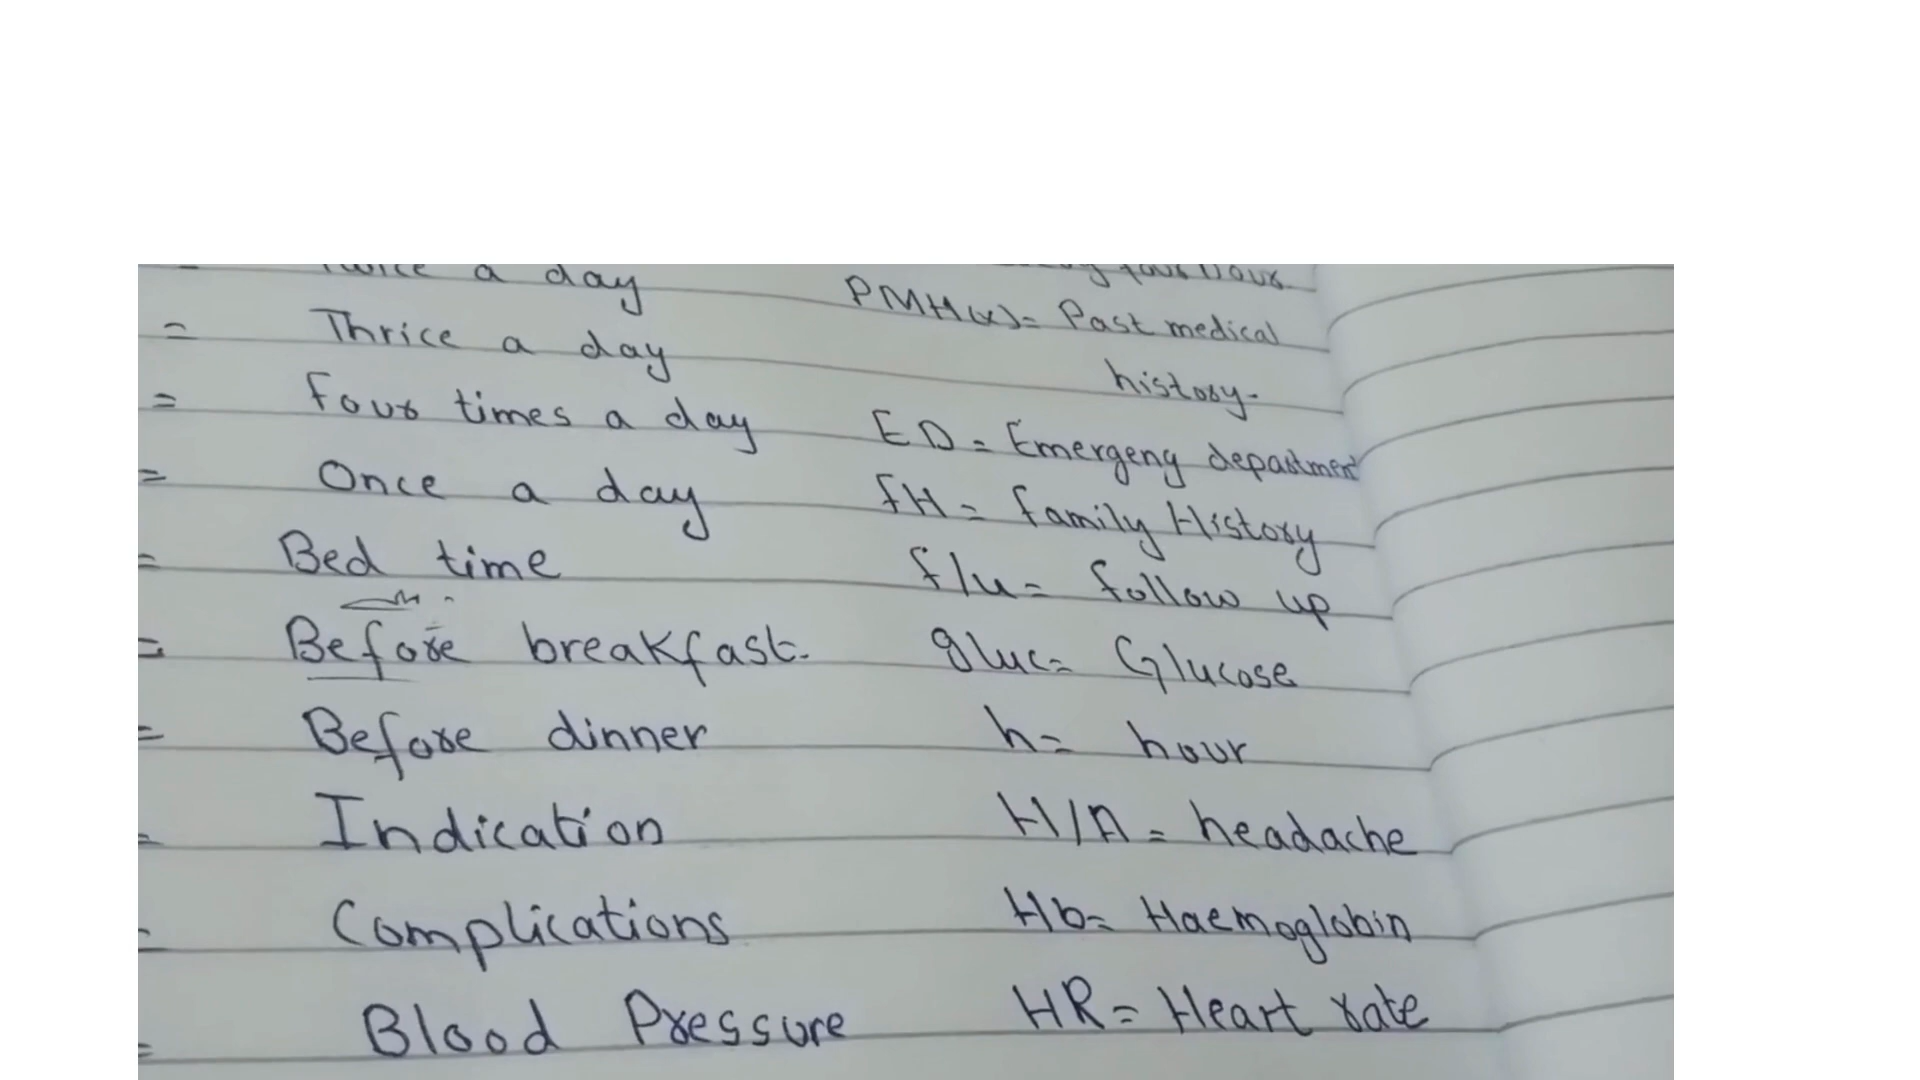 Twice a day
= Thrice a day
= Four times a day
= Once a day
= Bed time
= Before breakfast.
= Before dinner
= Indication
= Complications
= Blood Pressure
PMH(x)= Past medical
history.
ED = Emergeny department
FH = Family History
f/u = follow up
gluc= Glucose
h= hour
H/A = headache
Hb= Haemoglobin
HR = Heart rate